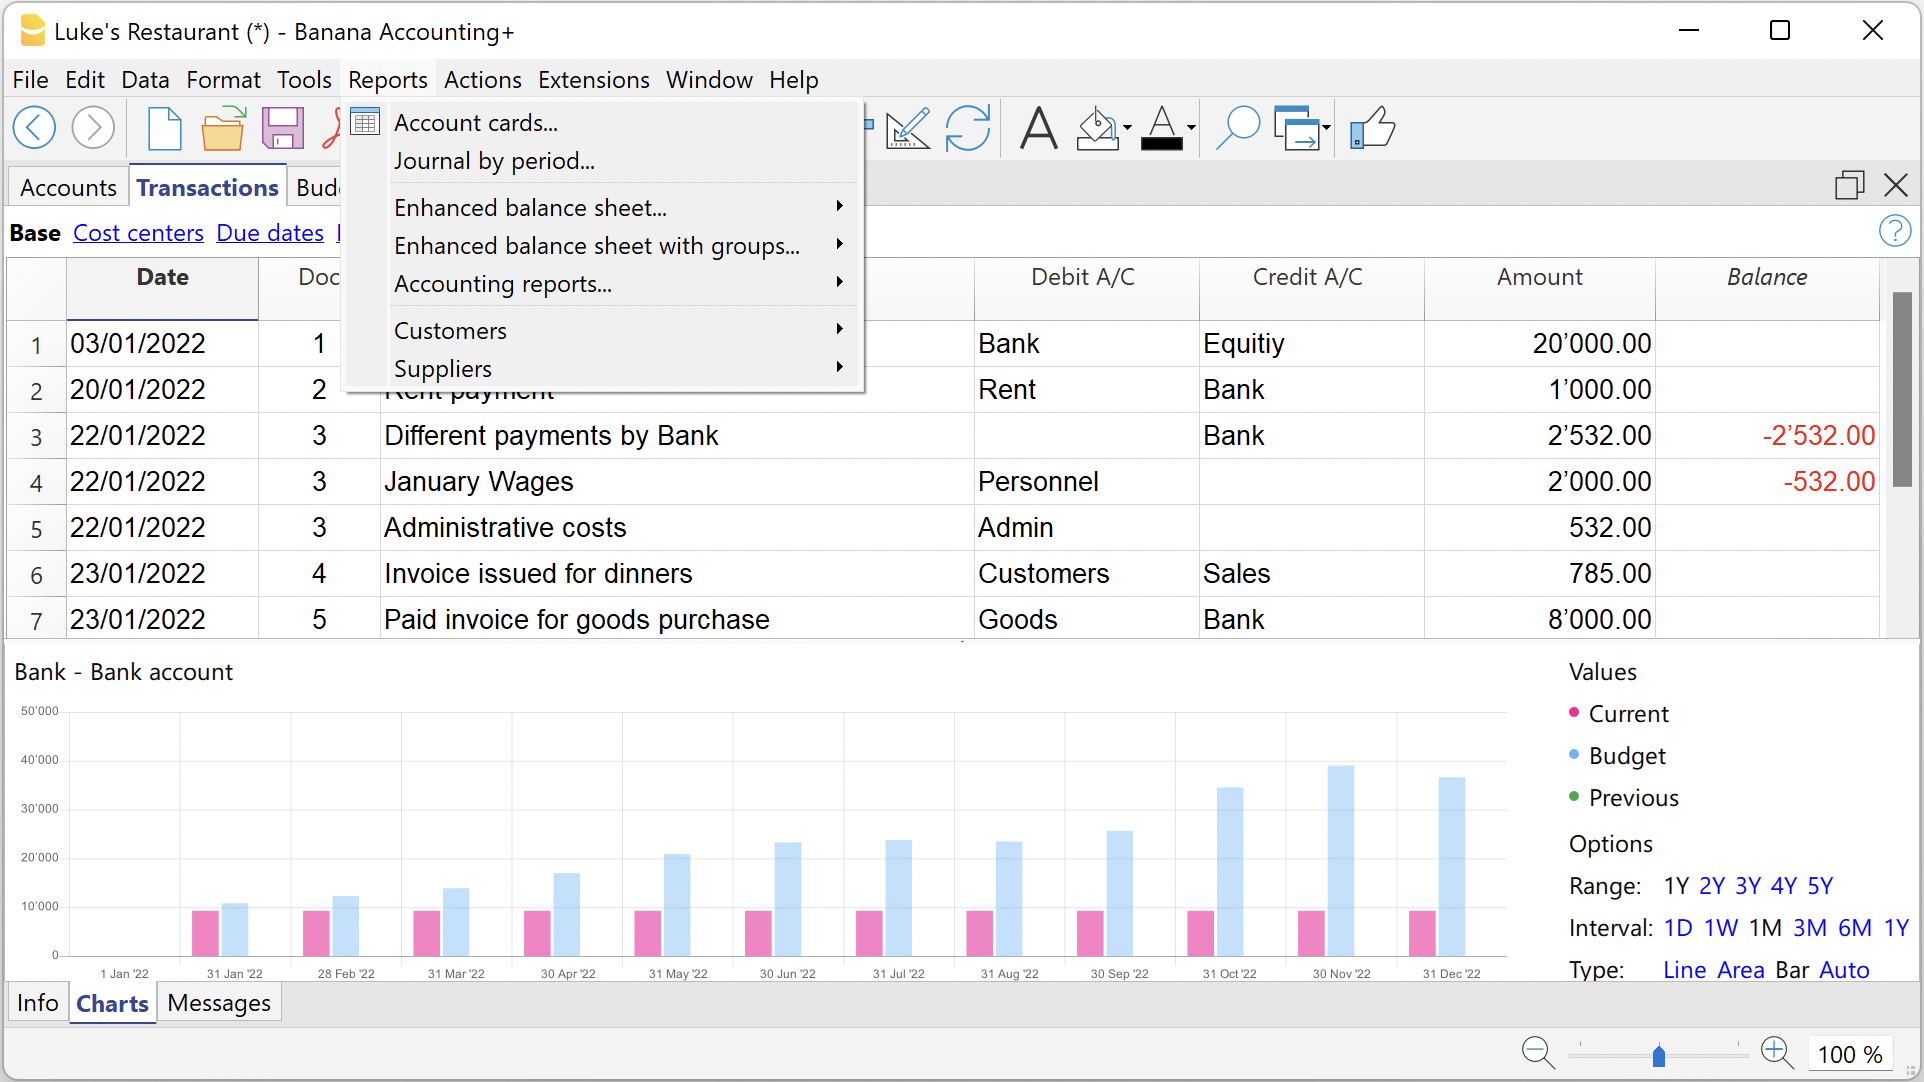 Luke's Restaurant (*) - Banana Accounting+
File Edit Data Format Tools Reports Actions Extensions Window Help
Account cards...
Journal by period...
Enhanced balance sheet...
Enhanced balance sheet with groups...
Accounting reports...
Customers
Suppliers
Accounts Transactions
Base Cost centers Due dates
Date Debit A/C Credit A/C Amount Balance
1 03/01/2022 1 Bank Equitiy 20’000.00
2 20/01/2022 2 Rent payment Rent Bank 1’000.00
3 22/01/2022 3 Different payments by Bank Bank 2’532.00 -2’532.00
4 22/01/2022 3 January Wages Personnel 2’000.00 -532.00
5 22/01/2022 3 Administrative costs Admin 532.00
6 23/01/2022 4 Invoice issued for dinners Customers Sales 785.00
7 23/01/2022 5 Paid invoice for goods purchase Goods Bank 8’000.00
Bank - Bank account
50'000
40'000
30'000
20'000
10'000
0
1 Jan '22 31 Jan '22 28 Feb '22 31 Mar '22 30 Apr '22 31 May '22 30 Jun '22 31 Jul '22 31 Aug '22 30 Sep '22 31 Oct '22 30 Nov '22 31 Dec '22
Values
Current
Budget
Previous
Options
Range: 1Y 2Y 3Y 4Y 5Y
Interval: 1D 1W 1M 3M 6M 1Y
Type: Line Area Bar Auto
Info Charts Messages
100 %